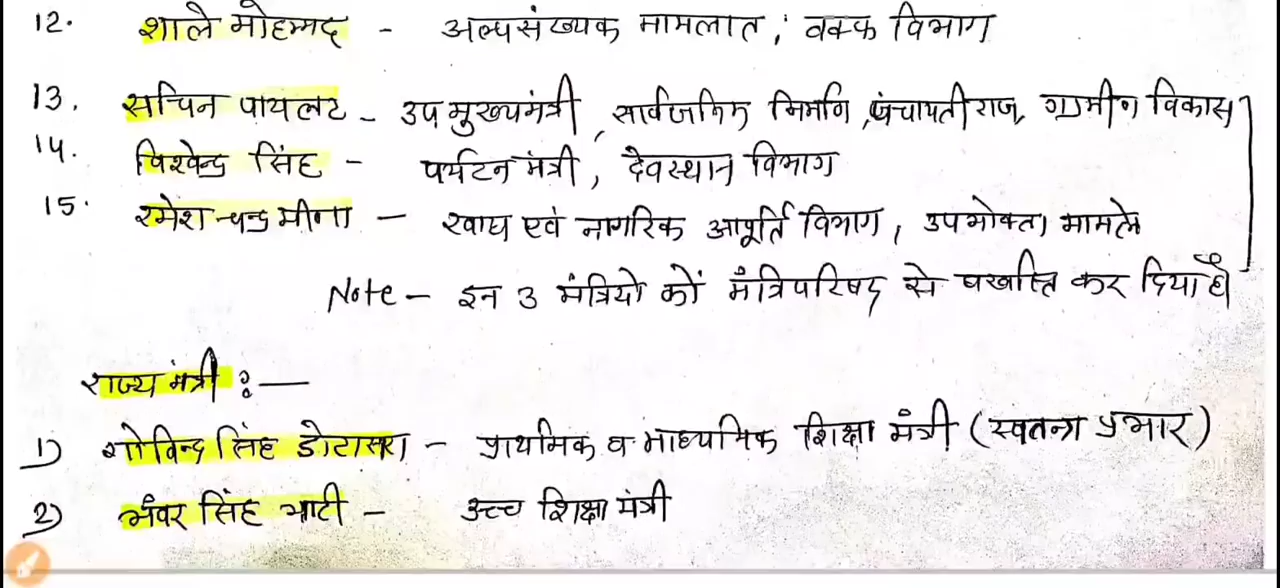 12. शाले मोहम्मद - अल्पसंख्यक मामलात, वक्फ विभाग
13. सचिन पायलट - उप मुख्यमंत्री, सार्वजनिक निर्माण, पंचायतीराज, ग्रामीण विकास
14. विश्वेन्द्र सिंह - पर्यटन मंत्री, देवस्थान विभाग
15. रमेश चन्द्र मीना - खाद्य एवं नागरिक आपूर्ति विभाग, उपभोक्ता मामले
Note - इन 3 मंत्रियो कों मंत्रिपरिषद से बर्खास्त कर दिया है।
राज्य मंत्री :-
1) गोविन्द सिंह डोटासरा - प्राथमिक व माध्यमिक शिक्षा मंत्री (स्वतन्त्र प्रभार)
2) भंवर सिंह भाटी - उच्च शिक्षा मंत्री